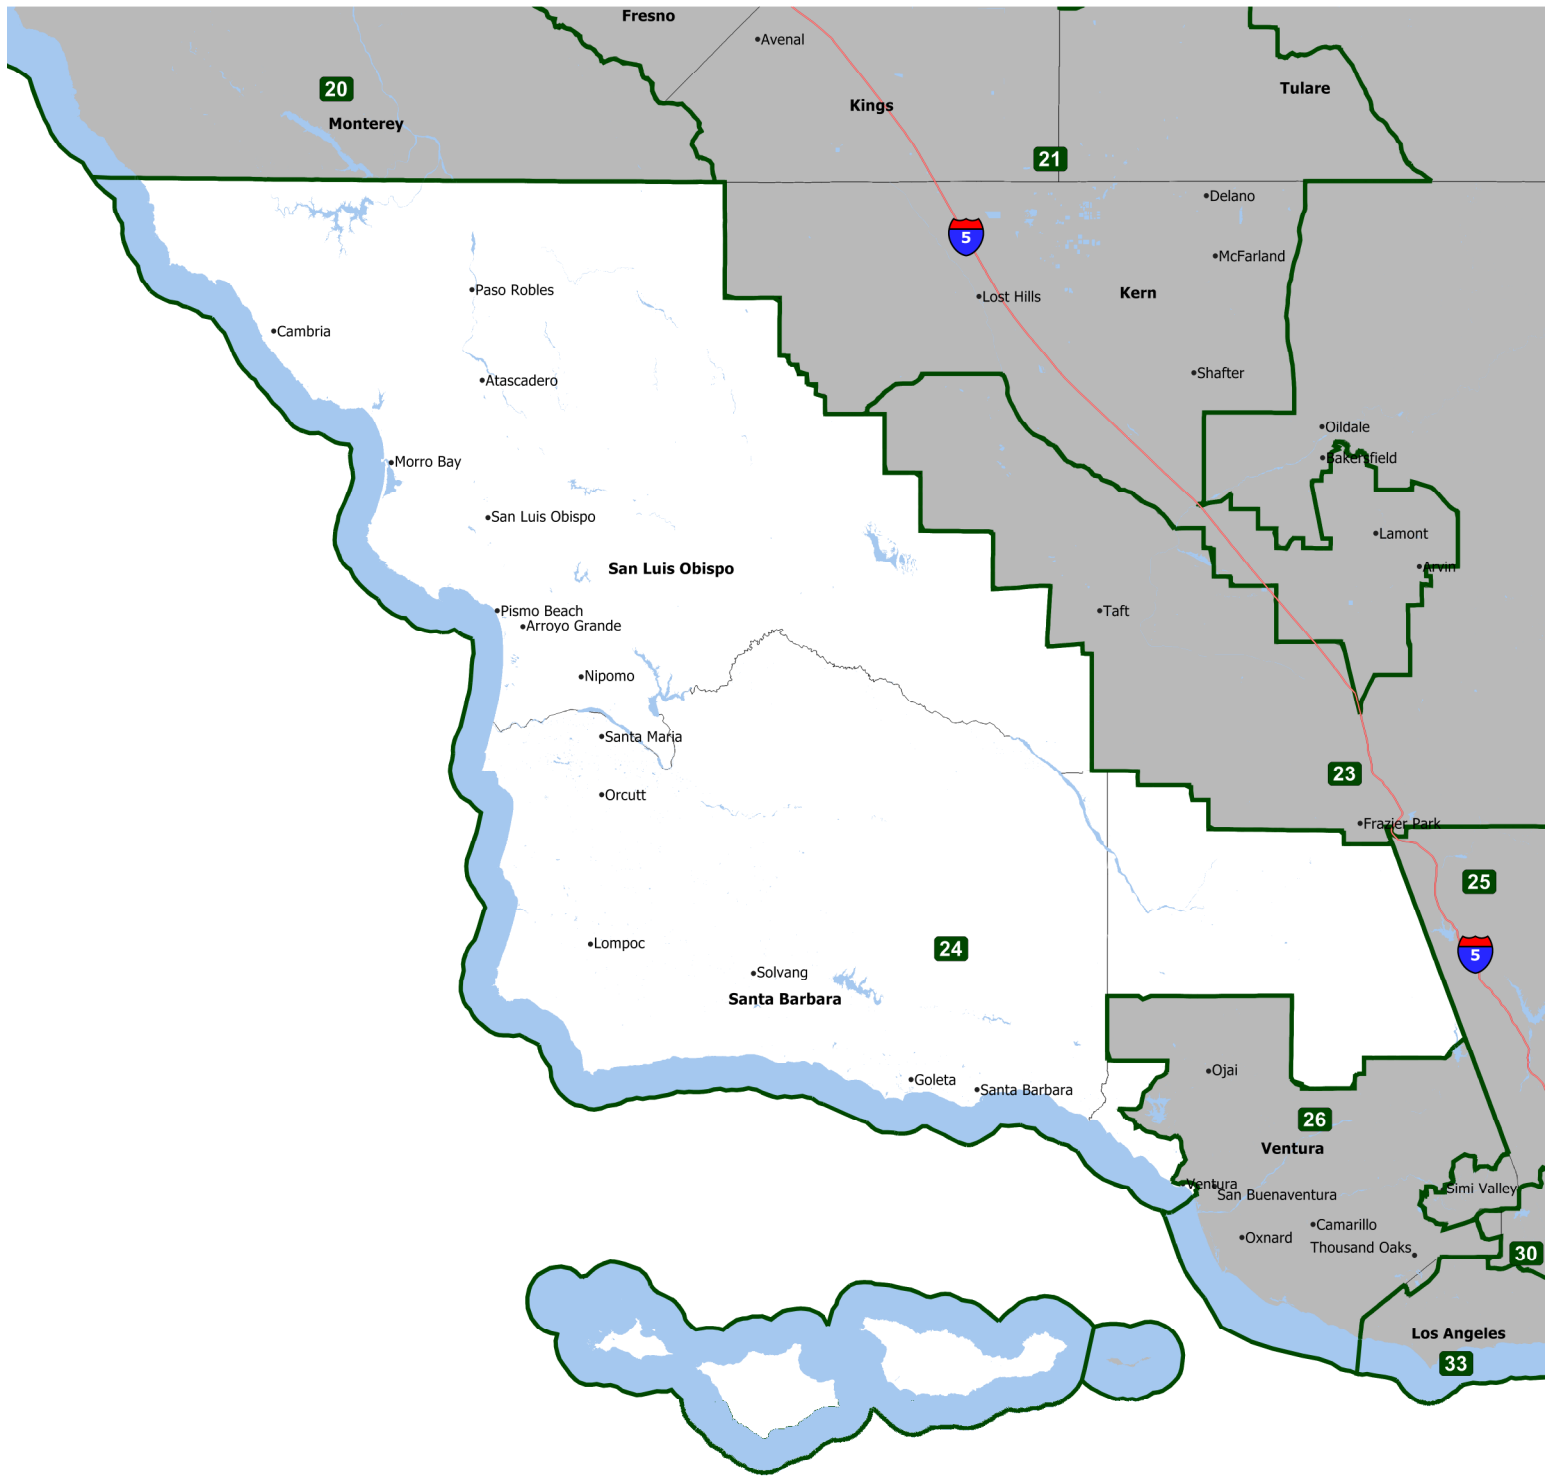 Fresno
Avenal
20
Kings
Tulare
Monterey
21
Delano
5
McFarland
Paso Robles
Lost Hills
Kern
Cambria
Atascadero
Shafter
Oildale
Morro Bay
Bakersfield
San Luis Obispo
Lamont
San Luis Obispo
Arvin
Pismo Beach
Taft
Arroyo Grande
Nipomo
Santa Maria
23
Orcutt
Frazier Park
25
Lompoc
24
5
Solvang
Santa Barbara
Ojai
Goleta
Santa Barbara
26
Ventura
Ventura
Simi Valley
San Buenaventura
Camarillo
Oxnard
Thousand Oaks
30
Los Angeles
33